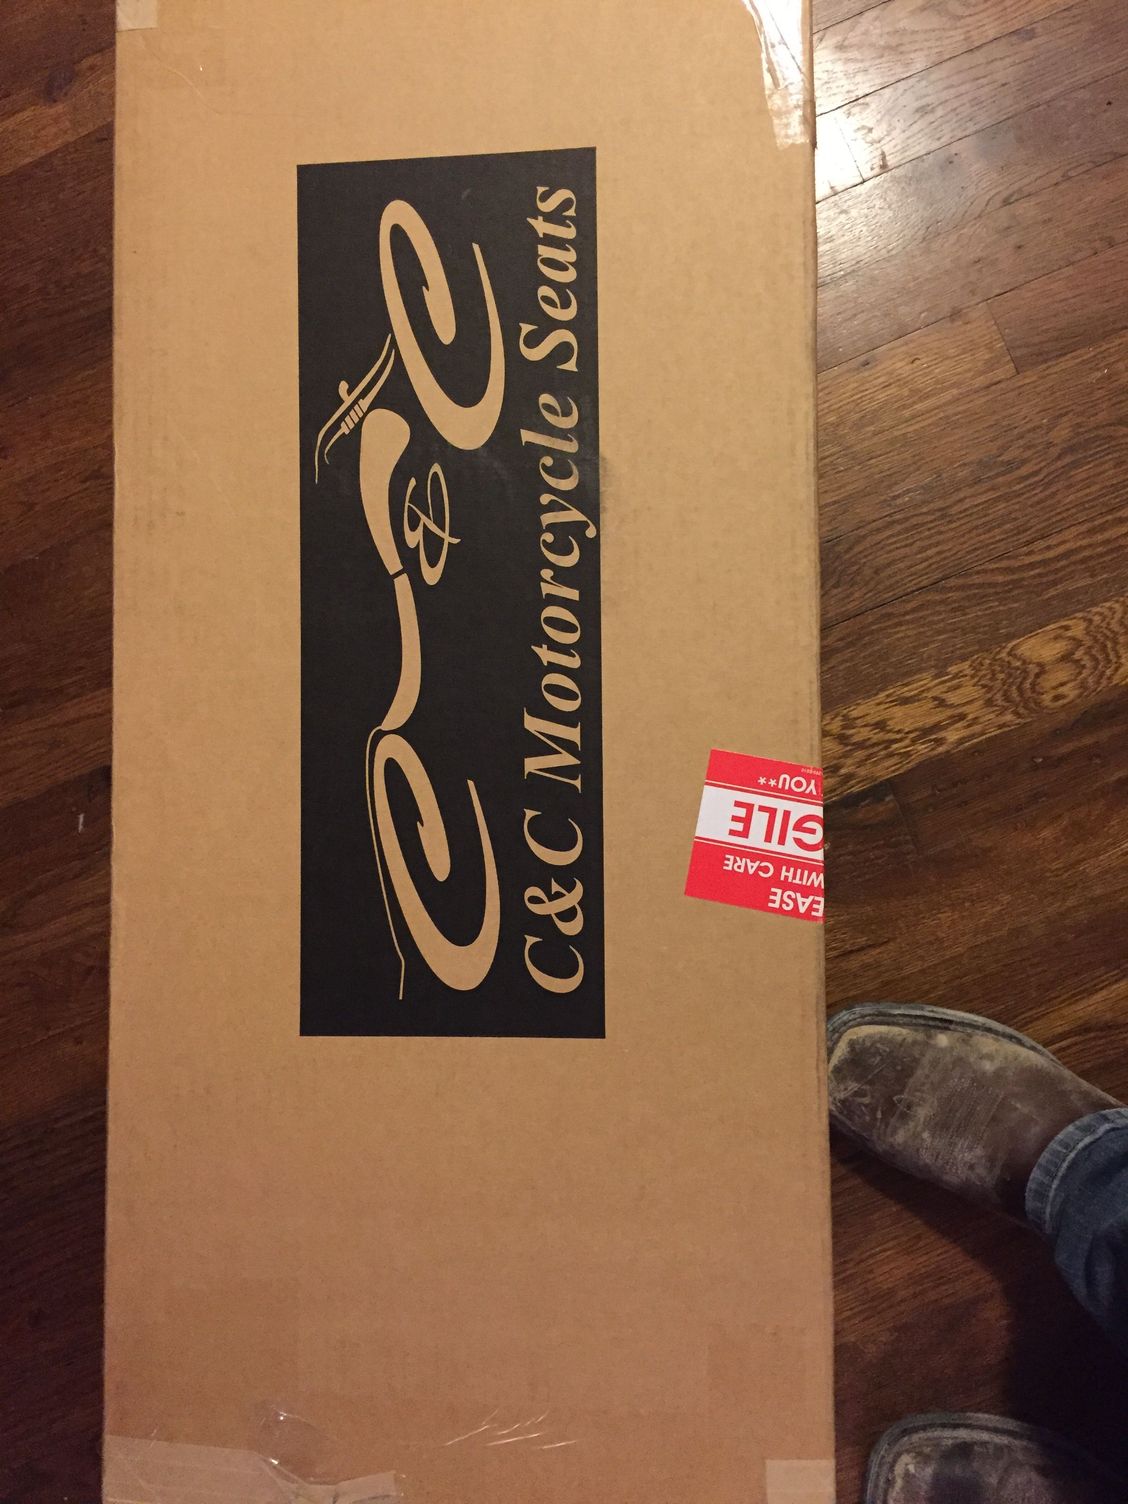 C & C
C&C Motorcycle Seats
EASE
WITH CARE
GILE
YOU**